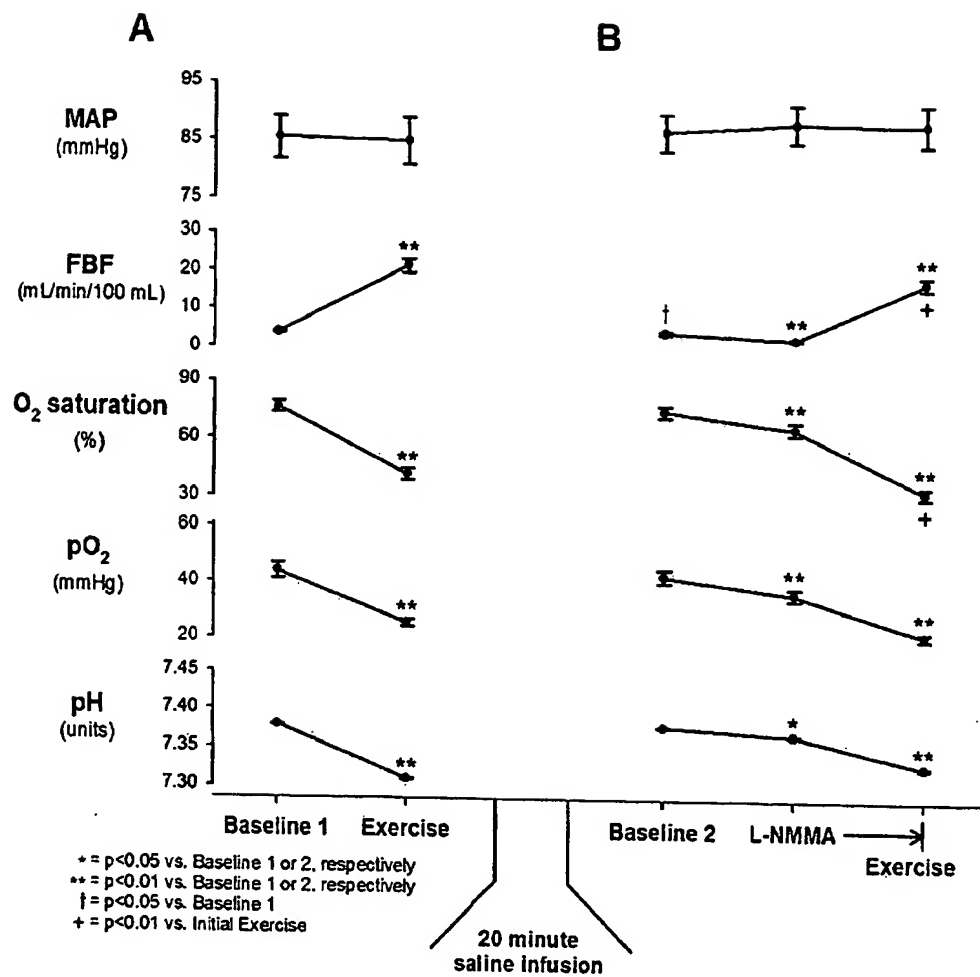 A
B
MAP
(mmHg)
95
85
75
FBF
(mL/min/100 mL)
30
20
10
0
**
†
**
**
+
O2 saturation
(%)
90
60
30
**
**
**
+
pO2
(mmHg)
60
40
20
**
**
**
pH
(units)
7.45
7.40
7.35
7.30
**
*
**
Baseline 1 Exercise
Baseline 2 L-NMMA
Exercise
* = p<0.05 vs. Baseline 1 or 2, respectively
** = p<0.01 vs. Baseline 1 or 2, respectively
† = p<0.05 vs. Baseline 1
+ = p<0.01 vs. Initial Exercise
20 minute
saline infusion